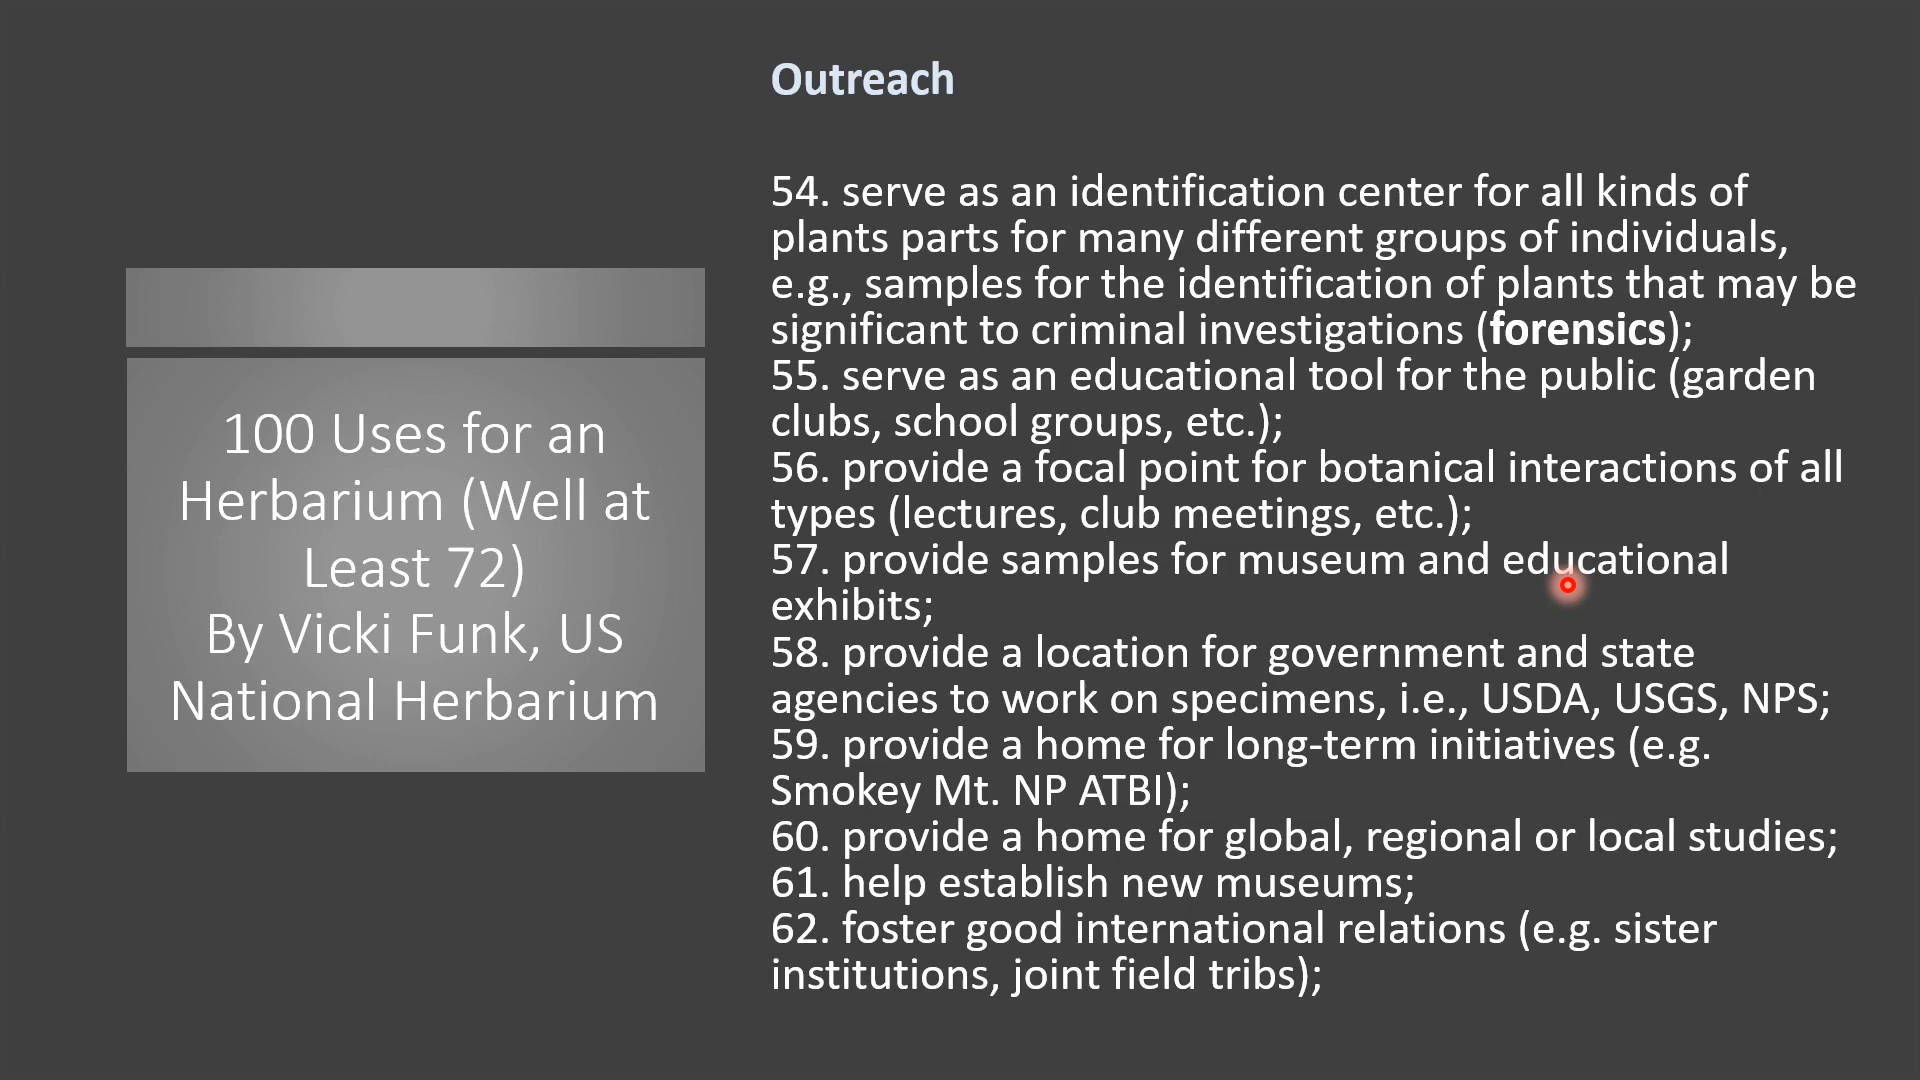 Outreach
54. serve as an identification center for all kinds of
plants parts for many different groups of individuals,
e.g., samples for the identification of plants that may be
significant to criminal investigations (forensics);
55. serve as an educational tool for the public (garden
clubs, school groups, etc.);
56. provide a focal point for botanical interactions of all
types (lectures, club meetings, etc.);
57. provide samples for museum and educational
exhibits;
58. provide a location for government and state
agencies to work on specimens, i.e., USDA, USGS, NPS;
59. provide a home for long-term initiatives (e.g.
Smokey Mt. NP ATBI);
60. provide a home for global, regional or local studies;
61. help establish new museums;
62. foster good international relations (e.g. sister
institutions, joint field tribs);
100 Uses for an
Herbarium (Well at
Least 72)
By Vicki Funk, US
National Herbarium